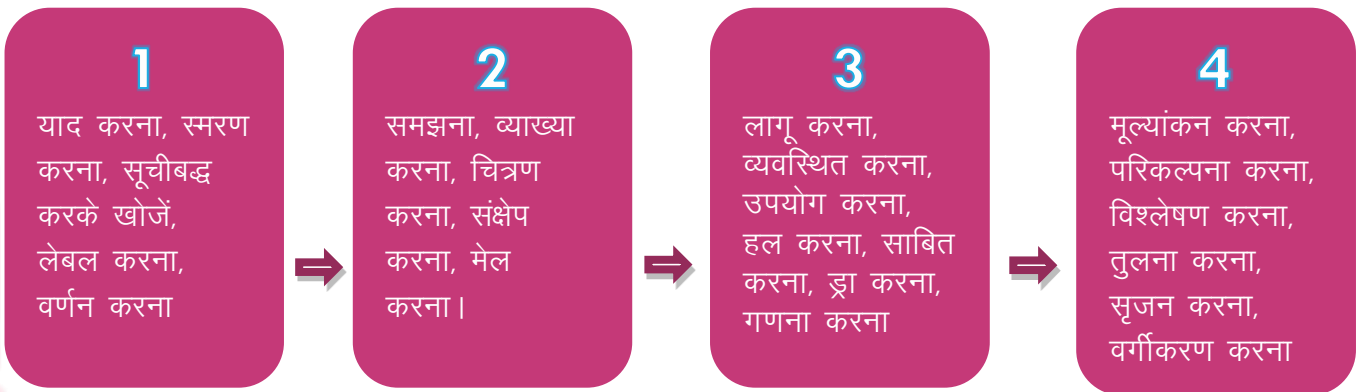 1
याद करना, स्मरण
करना, सूचीबद्ध
करके खोजें,
लेबल करना,
वर्णन करना
2
समझना, व्याख्या
करना, चित्रण
करना, संक्षेप
करना, मेल
करना।
3
लागू करना,
व्यवस्थित करना,
उपयोग करना,
हल करना, साबित
करना, ड्रा करना,
गणना करना
4
मूल्यांकन करना,
परिकल्पना करना,
विश्लेषण करना,
तुलना करना,
सृजन करना,
वर्गीकरण करना